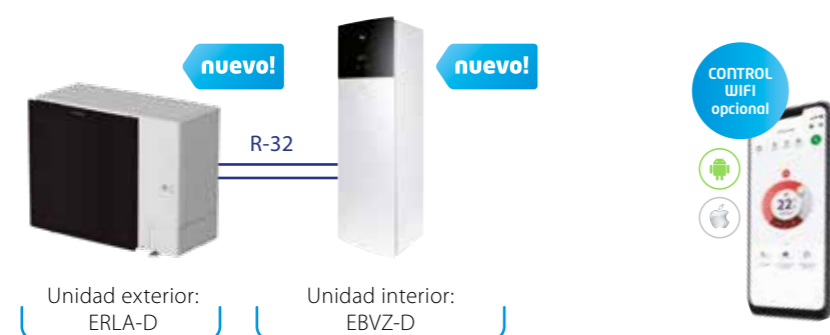 nuevo!
nuevo!
CONTROL
WIFI
opcional
R-32
22
Unidad exterior:
ERLA-D
Unidad interior:
EBVZ-D